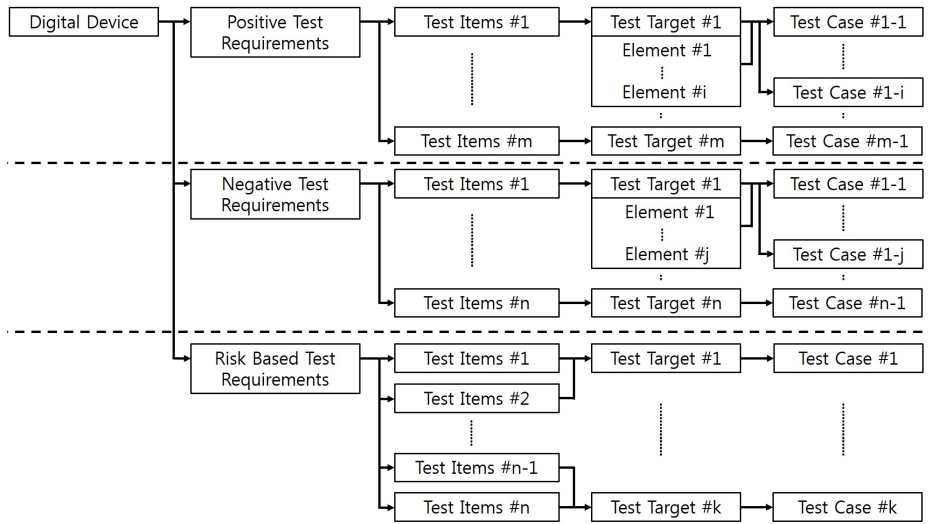 Digital Device
Positive Test
Requirements
Test Items #1
Test Target #1
Element #1
Element #i
Test Case #1-1
Test Case #1-i
Test Items #m
Test Target #m
Test Case #m-1
Negative Test
Requirements
Test Items #1
Test Target #1
Element #1
Element #j
Test Case #1-1
Test Case #1-j
Test Items #n
Test Target #n
Test Case #n-1
Risk Based Test
Requirements
Test Items #1
Test Target #1
Test Case #1
Test Items #2
Test Items #n-1
Test Items #n
Test Target #k
Test Case #k